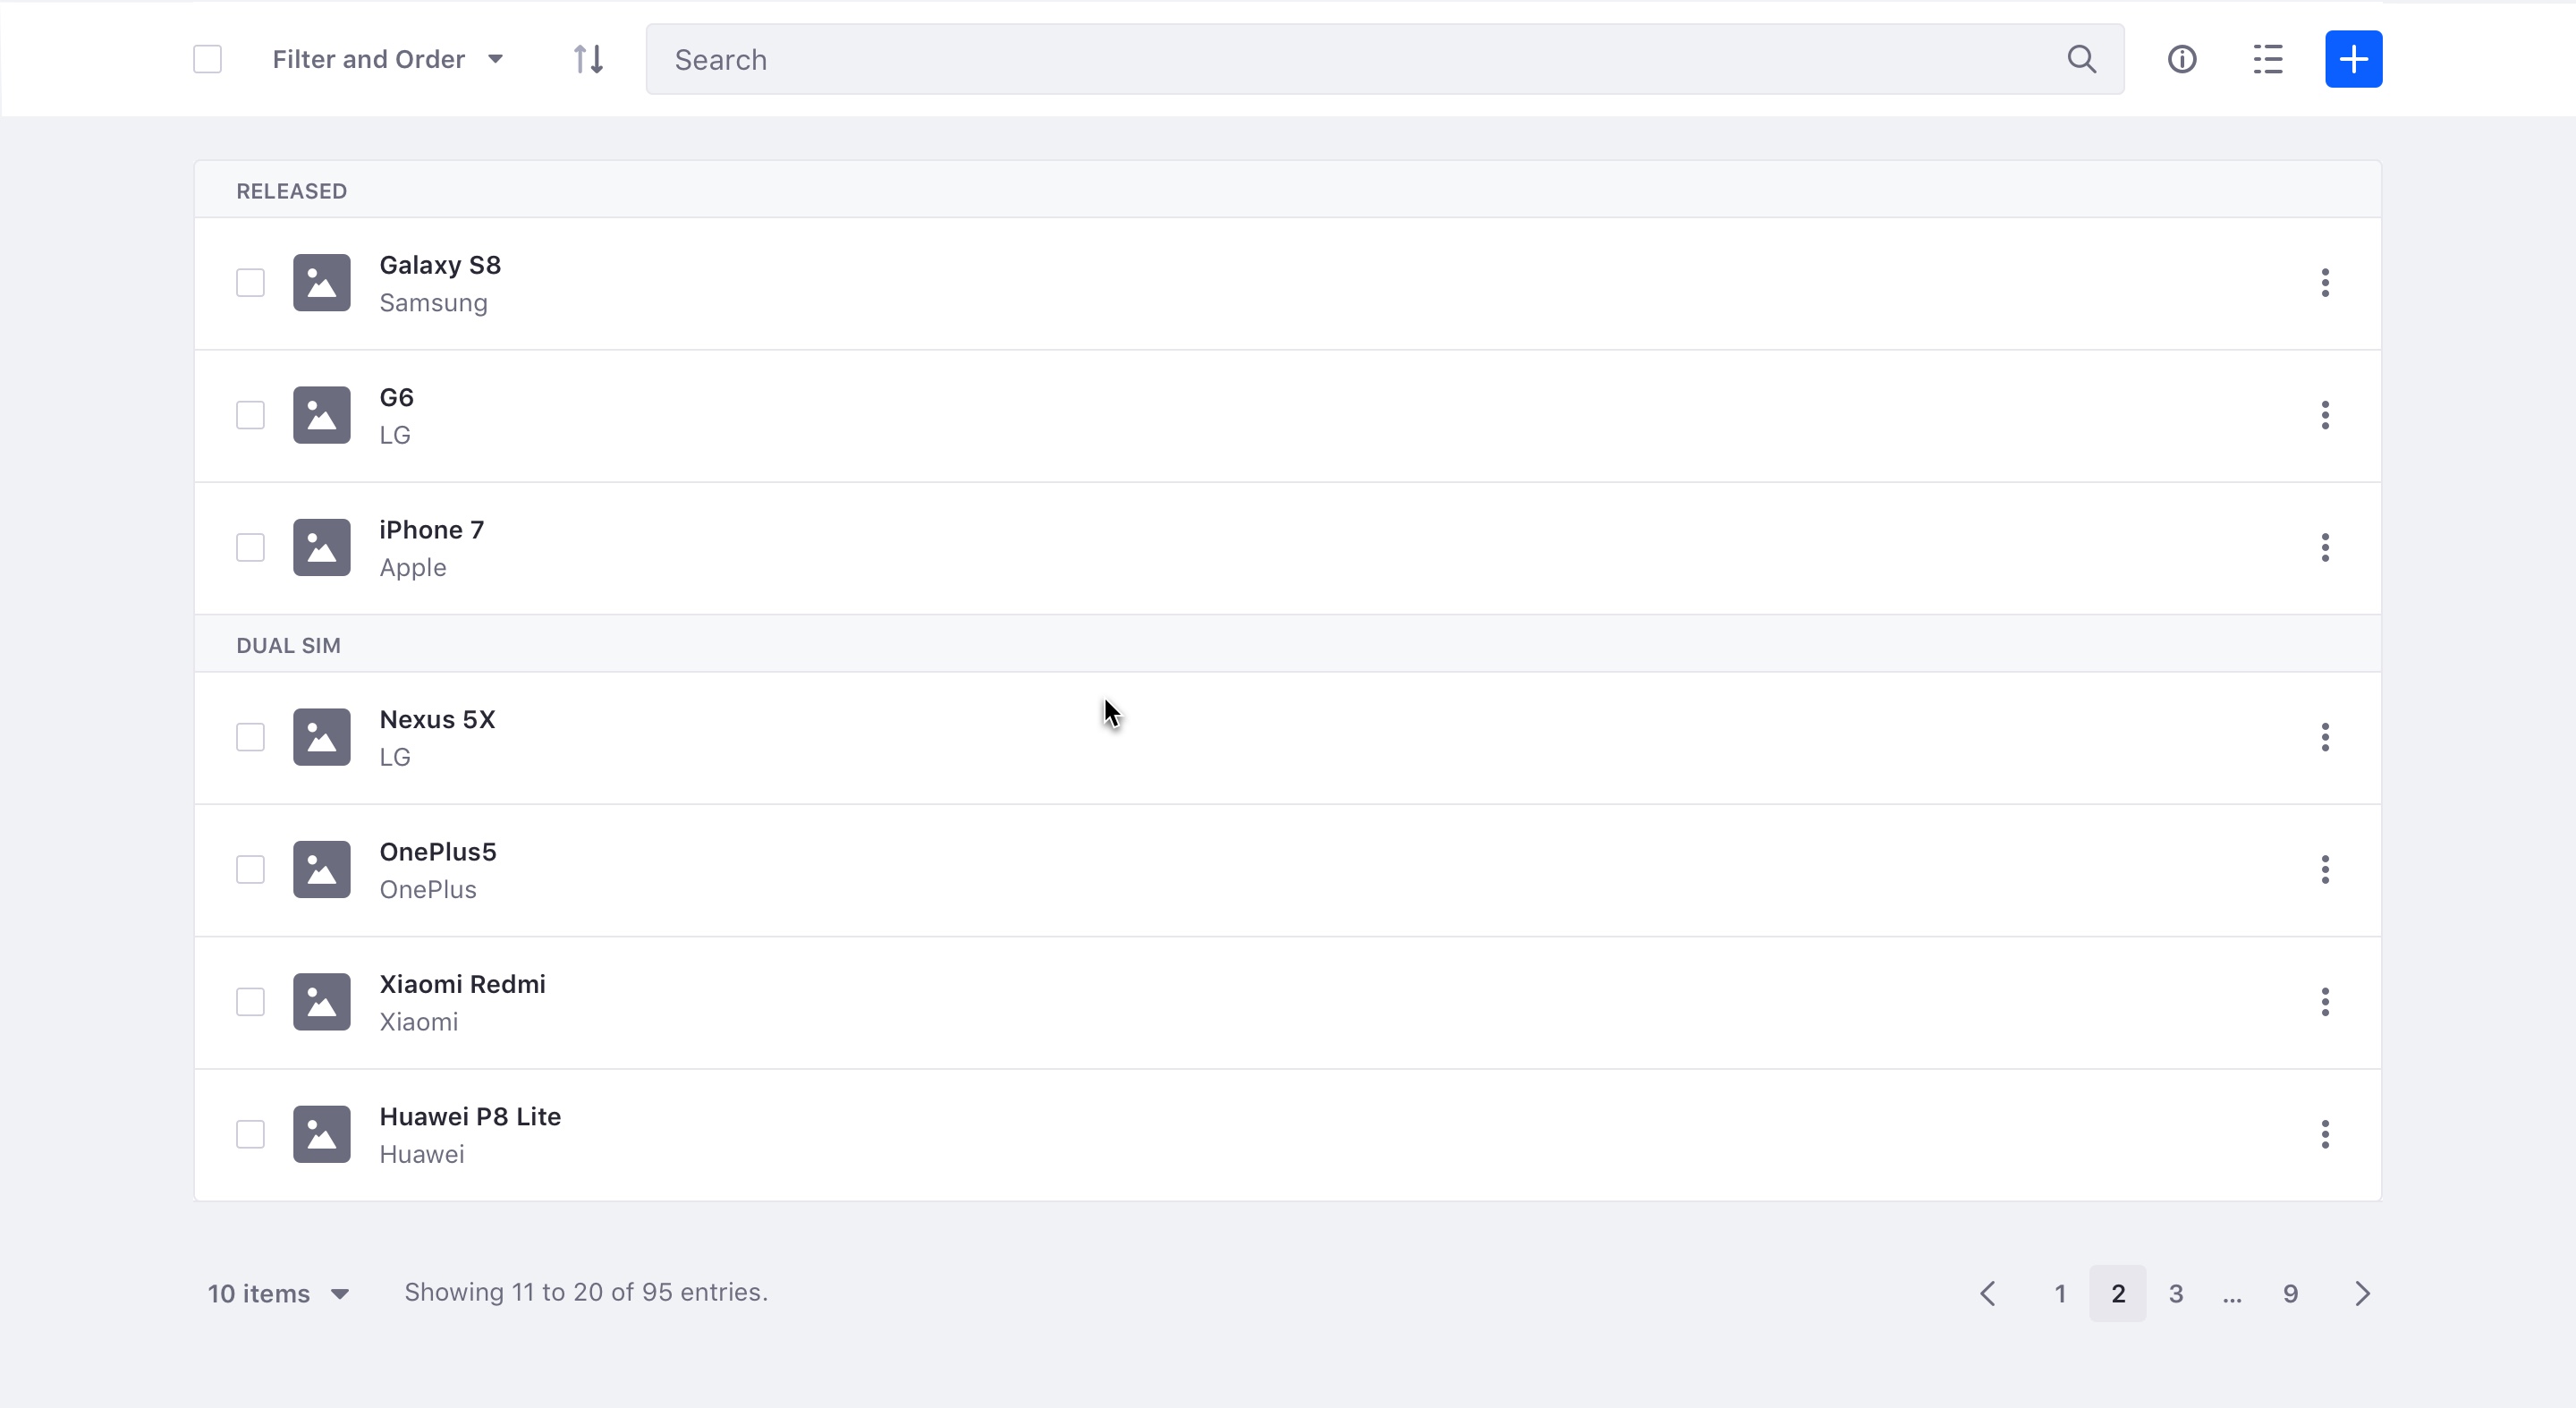 Filter and Order
Search
RELEASED
Galaxy S8
Samsung
G6
LG
iPhone 7
Apple
DUAL SIM
Nexus 5X
LG
OnePlus5
OnePlus
Xiaomi Redmi
Xiaomi
Huawei P8 Lite
Huawei
10 items Showing 11 to 20 of 95 entries. 1 2 3 ... 9